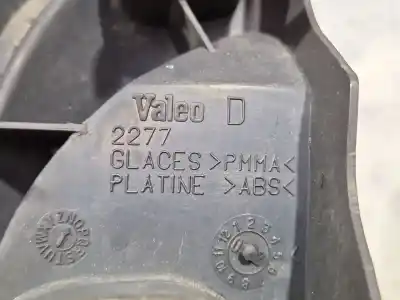 Valeo D
2277
GLACES >PMMA<
PLATINE >ABS<